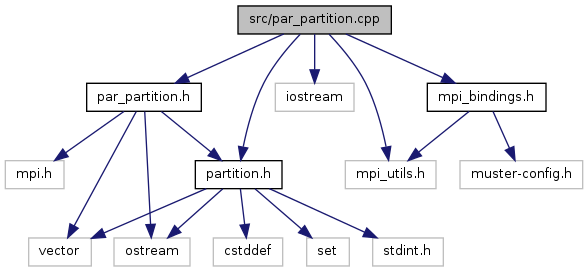 src/par_partition.cpp
par_partition.h
iostream
mpi_bindings.h
mpi.h
partition.h
mpi_utils.h
muster-config.h
vector
ostream
cstddef
set
stdint.h